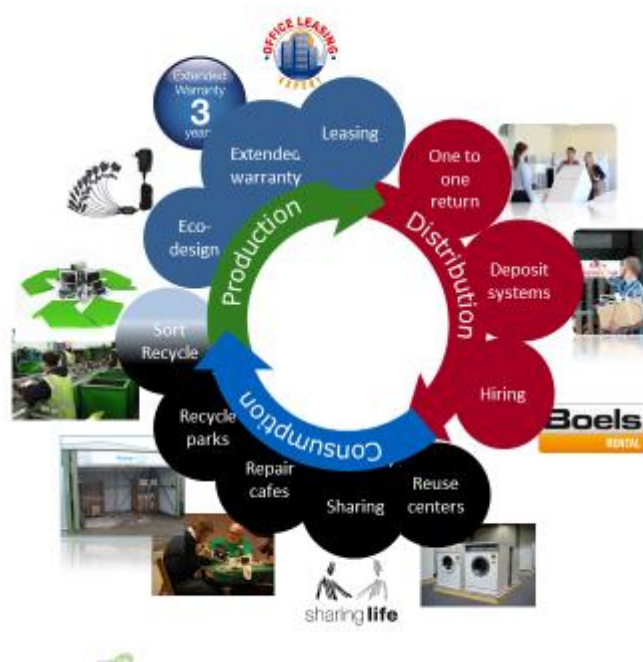 OFFICE LEASING
EXPERT
Extended
Warranty
3
year
Leasing
Extended
warranty
Eco-
design
Sort
Recycle
Recycle
parks
Repair
cafes
Sharing
Reuse
centers
Hiring
Deposit
systems
One to
one
return
Production
Distribution
Consumption
Boels
RENTAL
sharing life